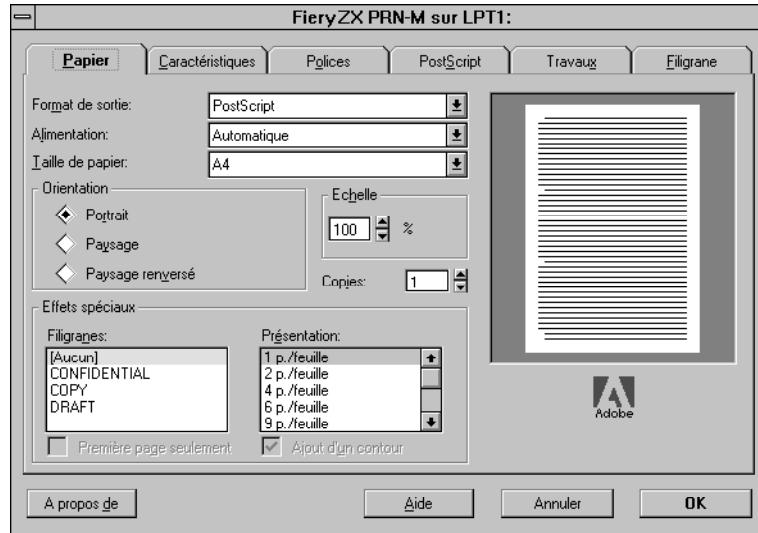 FieryZX PRN-M sur LPT1:
Papier
Caractéristiques
Polices
PostScript
Travaux
Filigrane
Format de sortie:
PostScript
Alimentation:
Automatique
Taille de papier:
A4
Orientation
Portrait
Paysage
Paysage renversé
Echelle
100 %
Copies:
1
Effets spéciaux
Filigranes:
[Aucun]
CONFIDENTIAL
COPY
DRAFT
Première page seulement
Présentation:
1 p./feuille
2 p./feuille
4 p./feuille
6 p./feuille
9 p./feuille
Ajout d'un contour
Adobe
A propos de
Aide
Annuler
OK